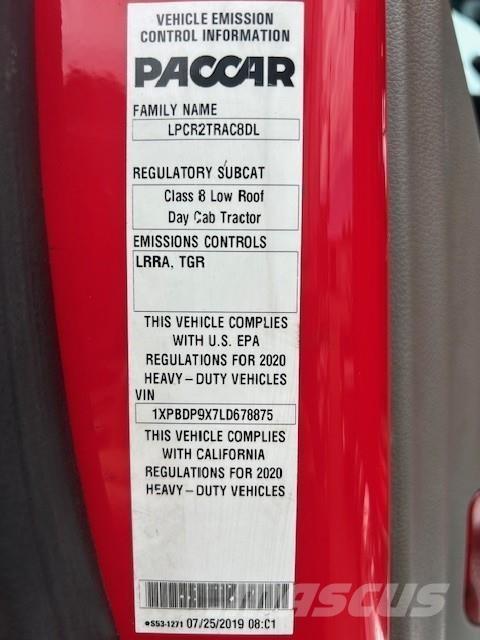 VEHICLE EMISSION
CONTROL INFORMATION
PACCAR
FAMILY NAME
LPCR2TRAC8DL
REGULATORY SUBCAT
Class 8 Low Roof
Day Cab Tractor
EMISSIONS CONTROLS
LRRA, TGR
THIS VEHICLE COMPLIES
WITH U.S. EPA
REGULATIONS FOR 2020
HEAVY-DUTY VEHICLES
VIN
1XPBDP9X7LD678875
THIS VEHICLE COMPLIES
WITH CALIFORNIA
REGULATIONS FOR 2020
HEAVY-DUTY VEHICLES
S53-1271 07/25/2019 08:01